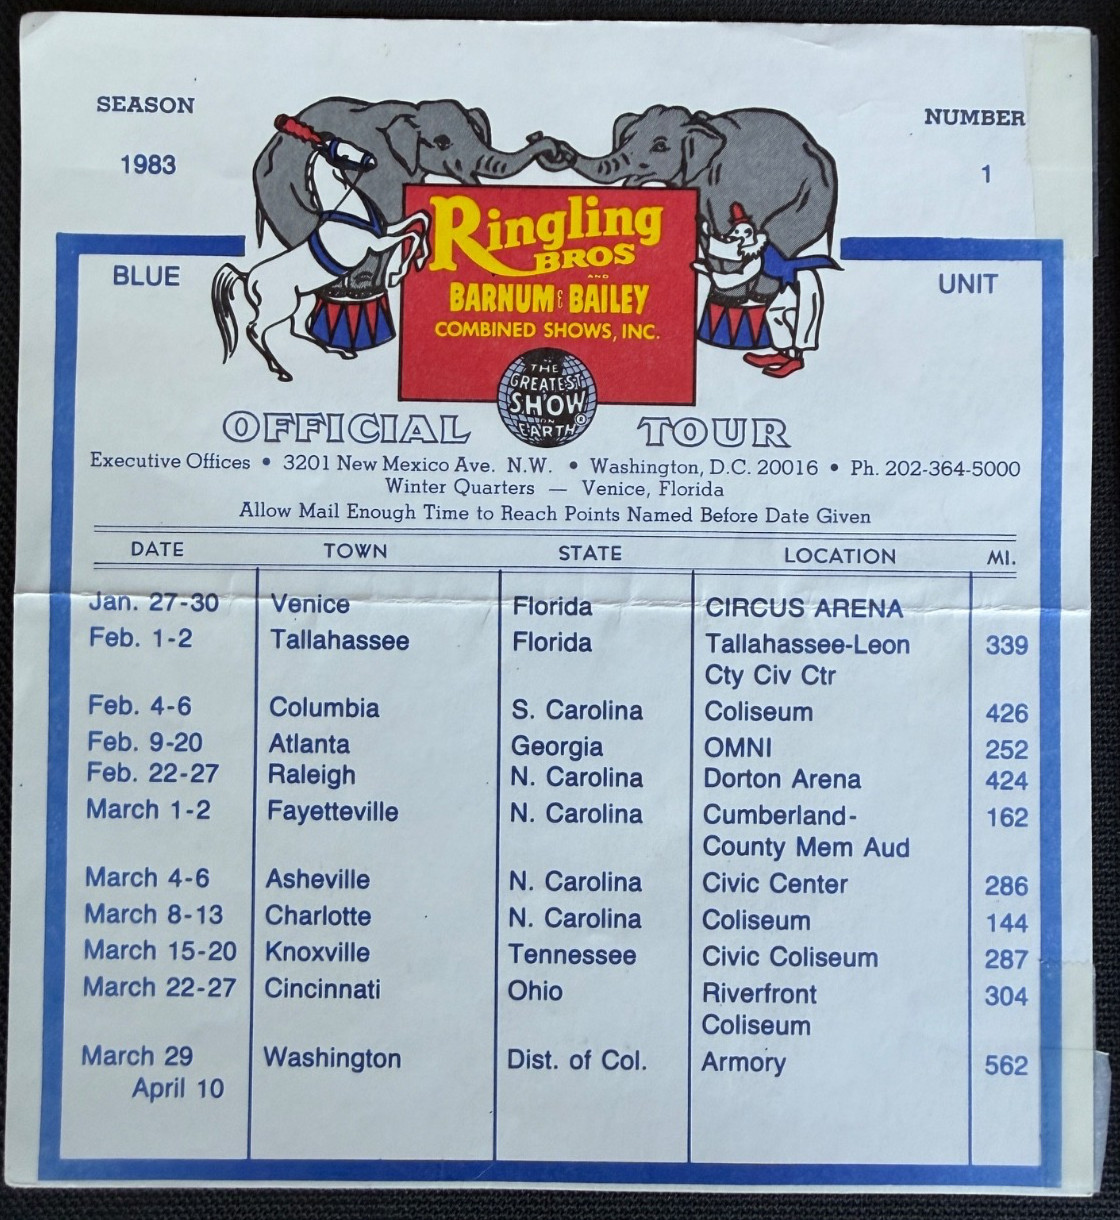 SEASON
NUMBER
1983
1
Ringling
BROS
AND
BARNUM & BAILEY
COMBINED SHOWS, INC.
BLUE
UNIT
THE
GREATEST
SHOW
ON
EARTH®
OFFICIAL TOUR
Executive Offices • 3201 New Mexico Ave. N.W. • Washington, D.C. 20016 • Ph. 202-364-5000
Winter Quarters — Venice, Florida
Allow Mail Enough Time to Reach Points Named Before Date Given
DATE TOWN STATE LOCATION MI.
Jan. 27-30 Venice Florida CIRCUS ARENA
Feb. 1-2 Tallahassee Florida Tallahassee-Leon 339
Cty Civ Ctr
Feb. 4-6 Columbia S. Carolina Coliseum 426
Feb. 9-20 Atlanta Georgia OMNI 252
Feb. 22-27 Raleigh N. Carolina Dorton Arena 424
March 1-2 Fayetteville N. Carolina Cumberland- 162
County Mem Aud
March 4-6 Asheville N. Carolina Civic Center 286
March 8-13 Charlotte N. Carolina Coliseum 144
March 15-20 Knoxville Tennessee Civic Coliseum 287
March 22-27 Cincinnati Ohio Riverfront 304
Coliseum
March 29 Washington Dist. of Col. Armory 562
April 10